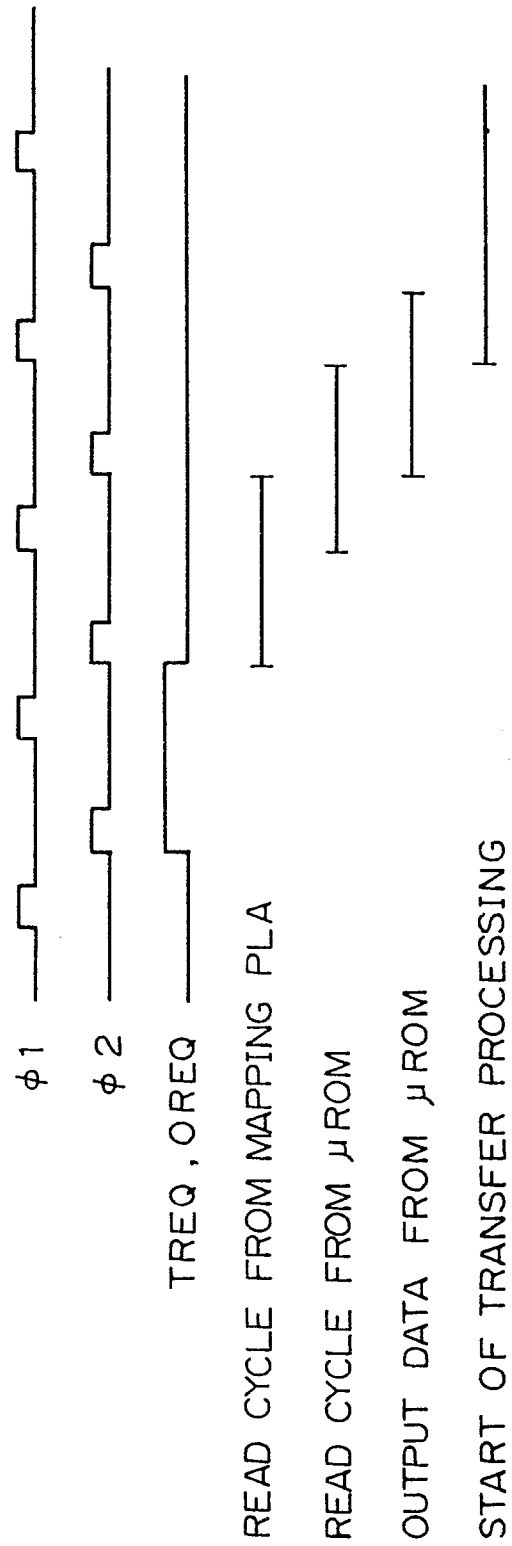 φ1
φ2
TREQ, OREQ
READ CYCLE FROM MAPPING PLA
READ CYCLE FROM μROM
OUTPUT DATA FROM μROM
START OF TRANSFER PROCESSING